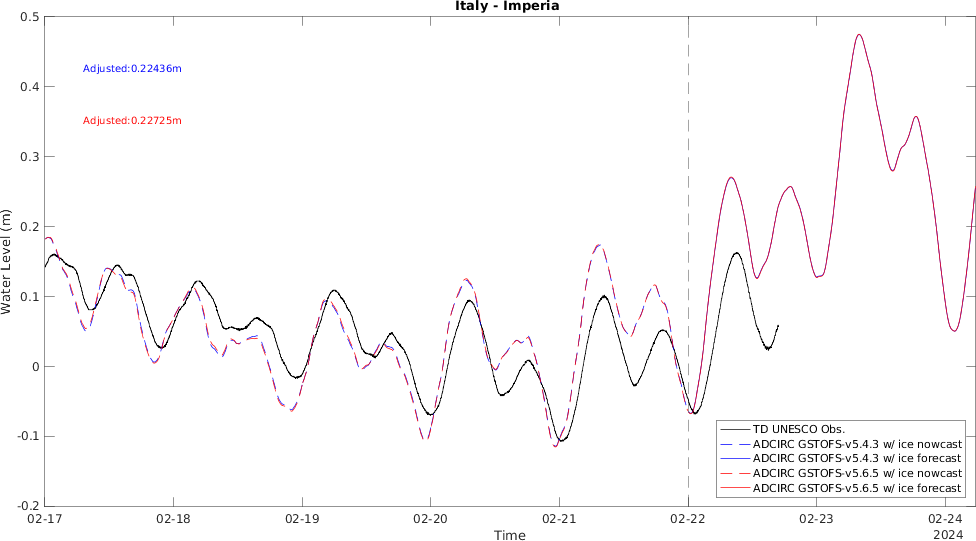 Italy - Imperia
0.5
0.4
0.3
0.2
0.1
0
-0.1
-0.2
Water Level (m)
Adjusted:0.22436m
Adjusted:0.22725m
TD UNESCO Obs.
ADCIRC GSTOFS-v5.4.3 w/ ice nowcast
ADCIRC GSTOFS-v5.4.3 w/ ice forecast
ADCIRC GSTOFS-v5.6.5 w/ ice nowcast
ADCIRC GSTOFS-v5.6.5 w/ ice forecast
02-17 02-18 02-19 02-20 02-21 02-22 02-23 02-24
Time
2024